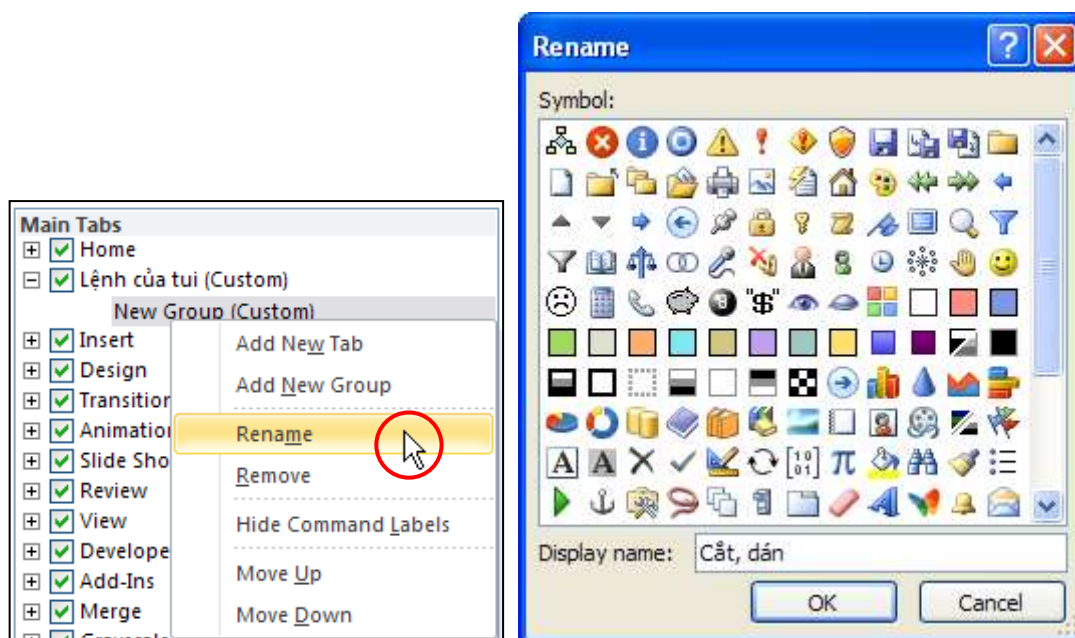 Main Tabs
Home
Lệnh của tui (Custom)
New Group (Custom)
Insert
Design
Transition
Animation
Slide Sho
Review
View
Develope
Add-Ins
Merge
Add New Tab
Add New Group
Rename
Remove
Hide Command Labels
Move Up
Move Down
Rename
Symbol:
"$"
A A
π
Display name: Cắt, dán
OK Cancel